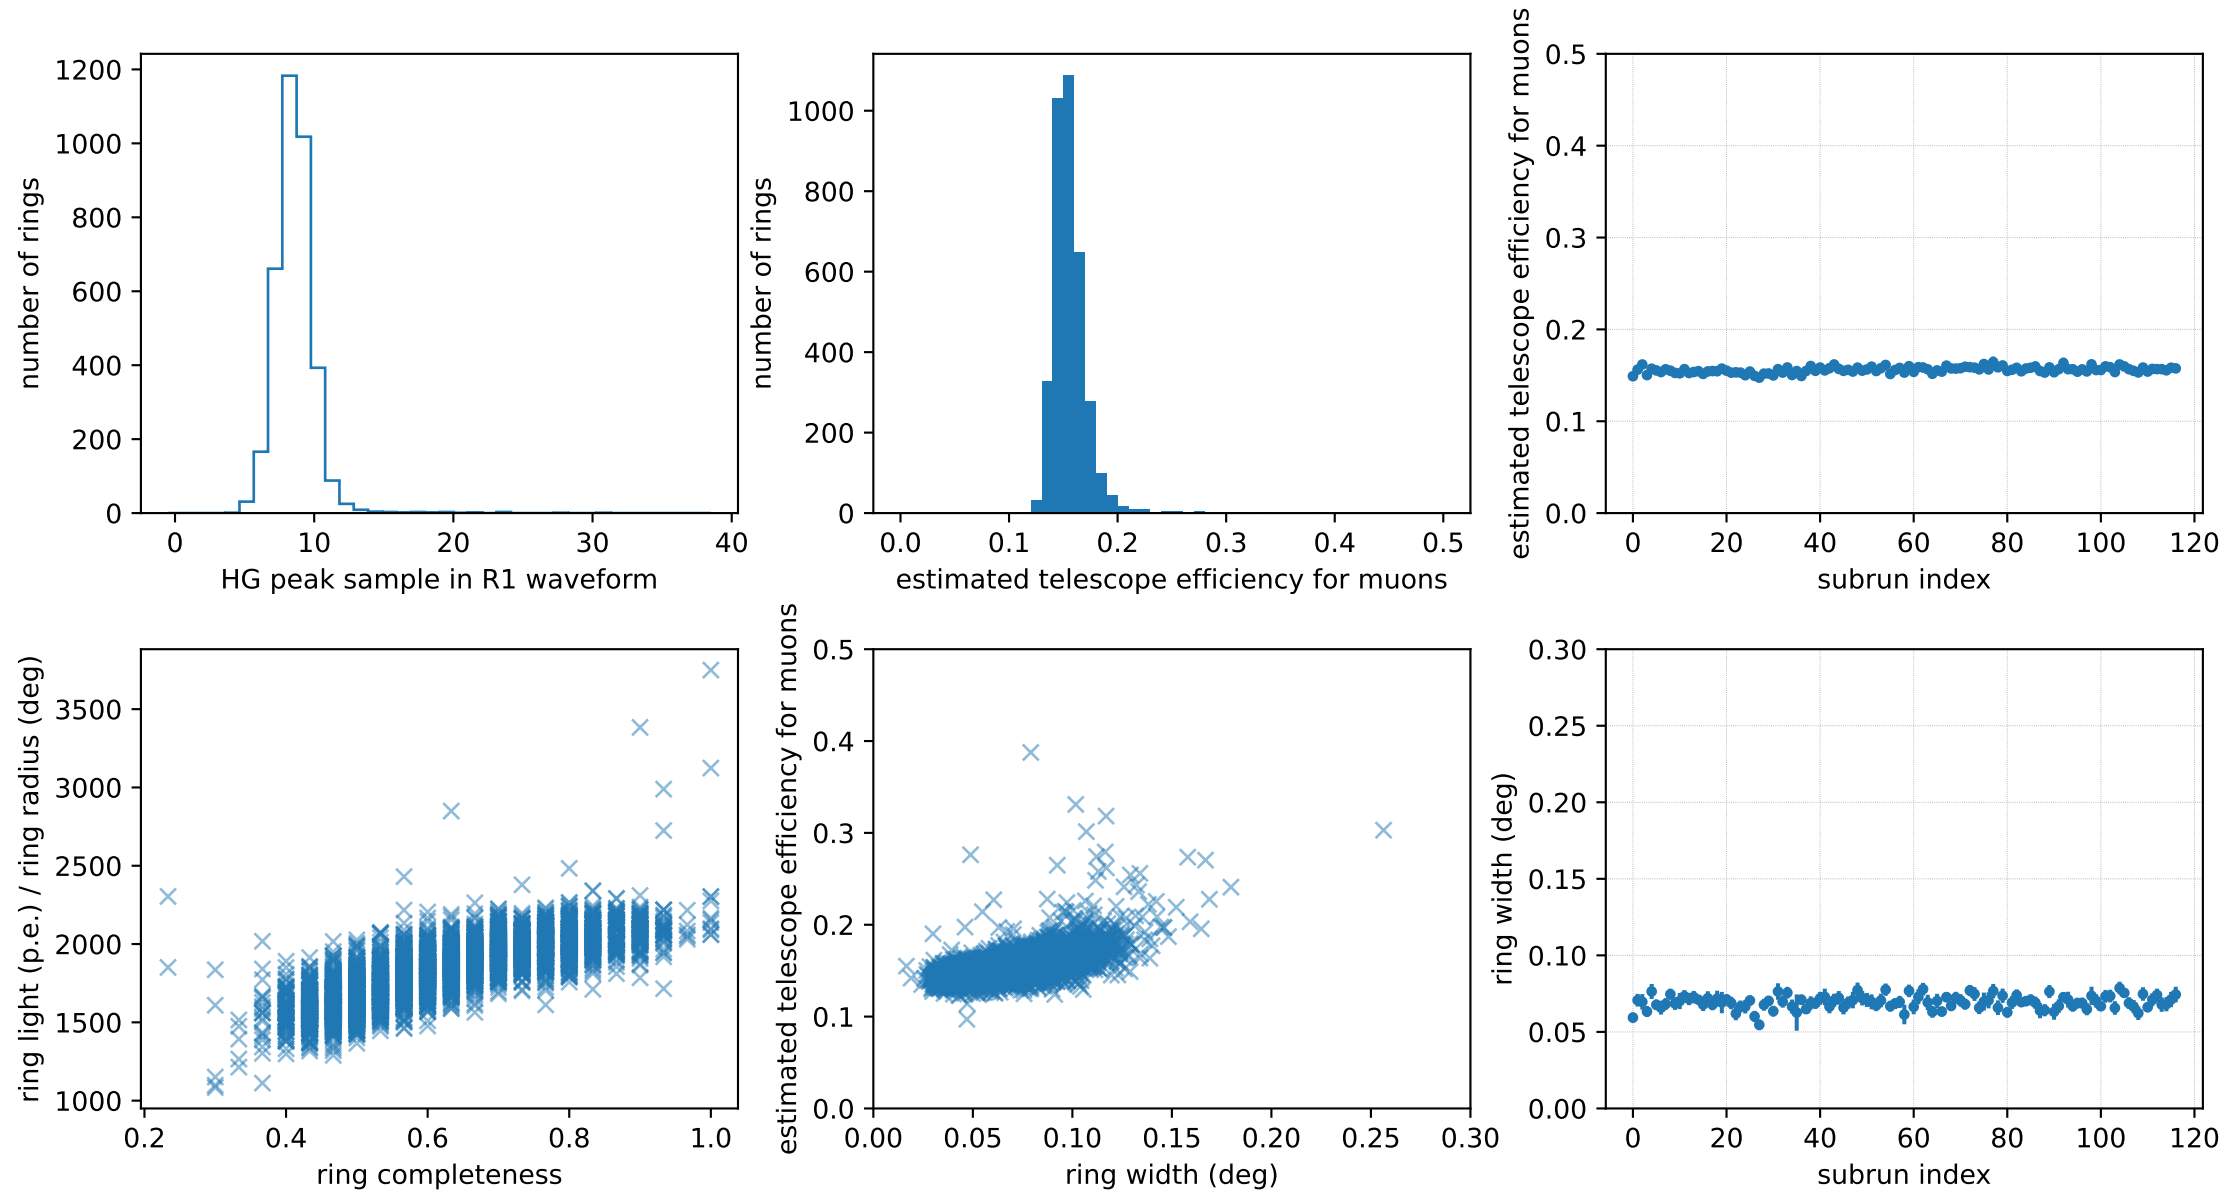 number of rings
1200
1000
800
600
400
200
0
0 10 20 30 40
HG peak sample in R1 waveform
number of rings
1000
800
600
400
200
0
0.0 0.1 0.2 0.3 0.4 0.5
estimated telescope efficiency for muons
estimated telescope efficiency for muons
0.5
0.4
0.3
0.2
0.1
0.0
0 20 40 60 80 100 120
subrun index
ring light (p.e.) / ring radius (deg)
3500
3000
2500
2000
1500
1000
0.2 0.4 0.6 0.8 1.0
ring completeness
estimated telescope efficiency for muons
0.5
0.4
0.3
0.2
0.1
0.0
0.00 0.05 0.10 0.15 0.20 0.25 0.30
ring width (deg)
ring width (deg)
0.30
0.25
0.20
0.15
0.10
0.05
0.00
0 20 40 60 80 100 120
subrun index